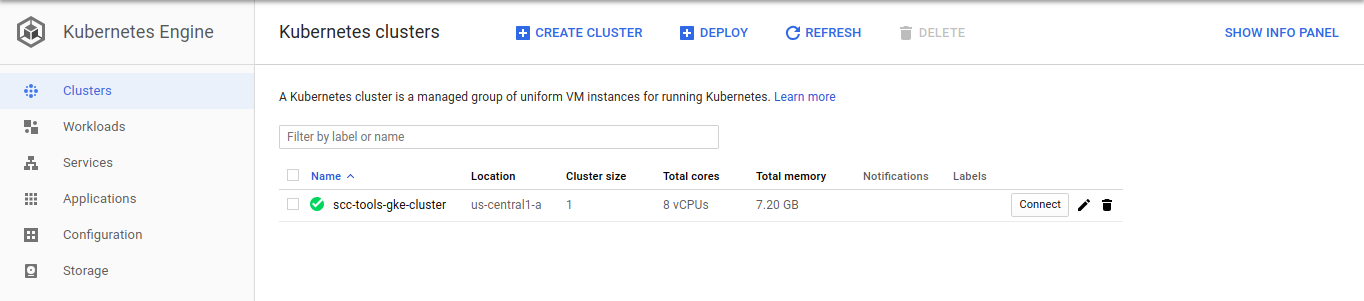 Kubernetes Engine
Kubernetes clusters CREATE CLUSTER DEPLOY REFRESH DELETE SHOW INFO PANEL
Clusters
Workloads
Services
Applications
Configuration
Storage
A Kubernetes cluster is a managed group of uniform VM instances for running Kubernetes. Learn more
Filter by label or name
Name Location Cluster size Total cores Total memory Notifications Labels
scc-tools-gke-cluster us-central1-a 1 8 vCPUs 7.20 GB Connect